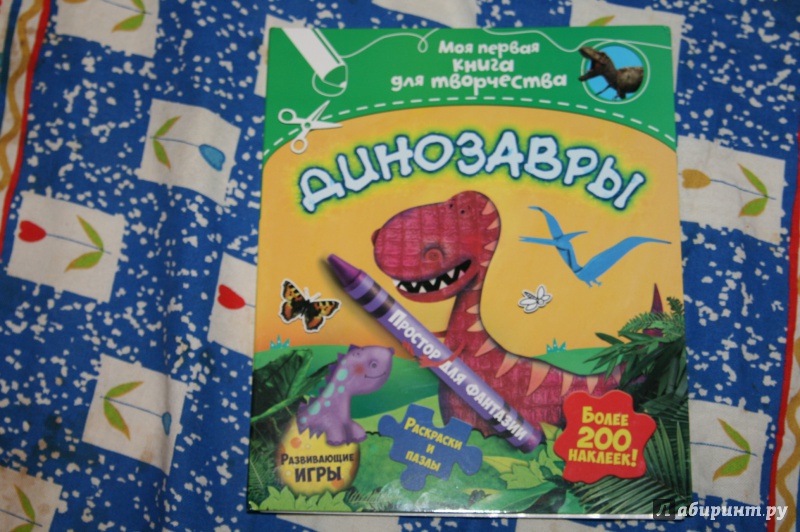 Моя первая
книга
для творчества
ДИНОЗАВРЫ
Простор для фантазии
Развивающие
игры
Раскраски
и
пазлы
Более
200
наклеек!
Лабиринт.ру